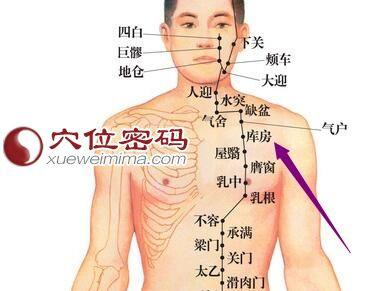 四白
下关
巨髎
颊车
地仓
大迎
人迎
水突
缺盆
气舍
气户
库房
穴位密码
xueweimima.com
屋翳
膺窗
乳中
乳根
不容
承满
梁门
关门
太乙
滑肉门